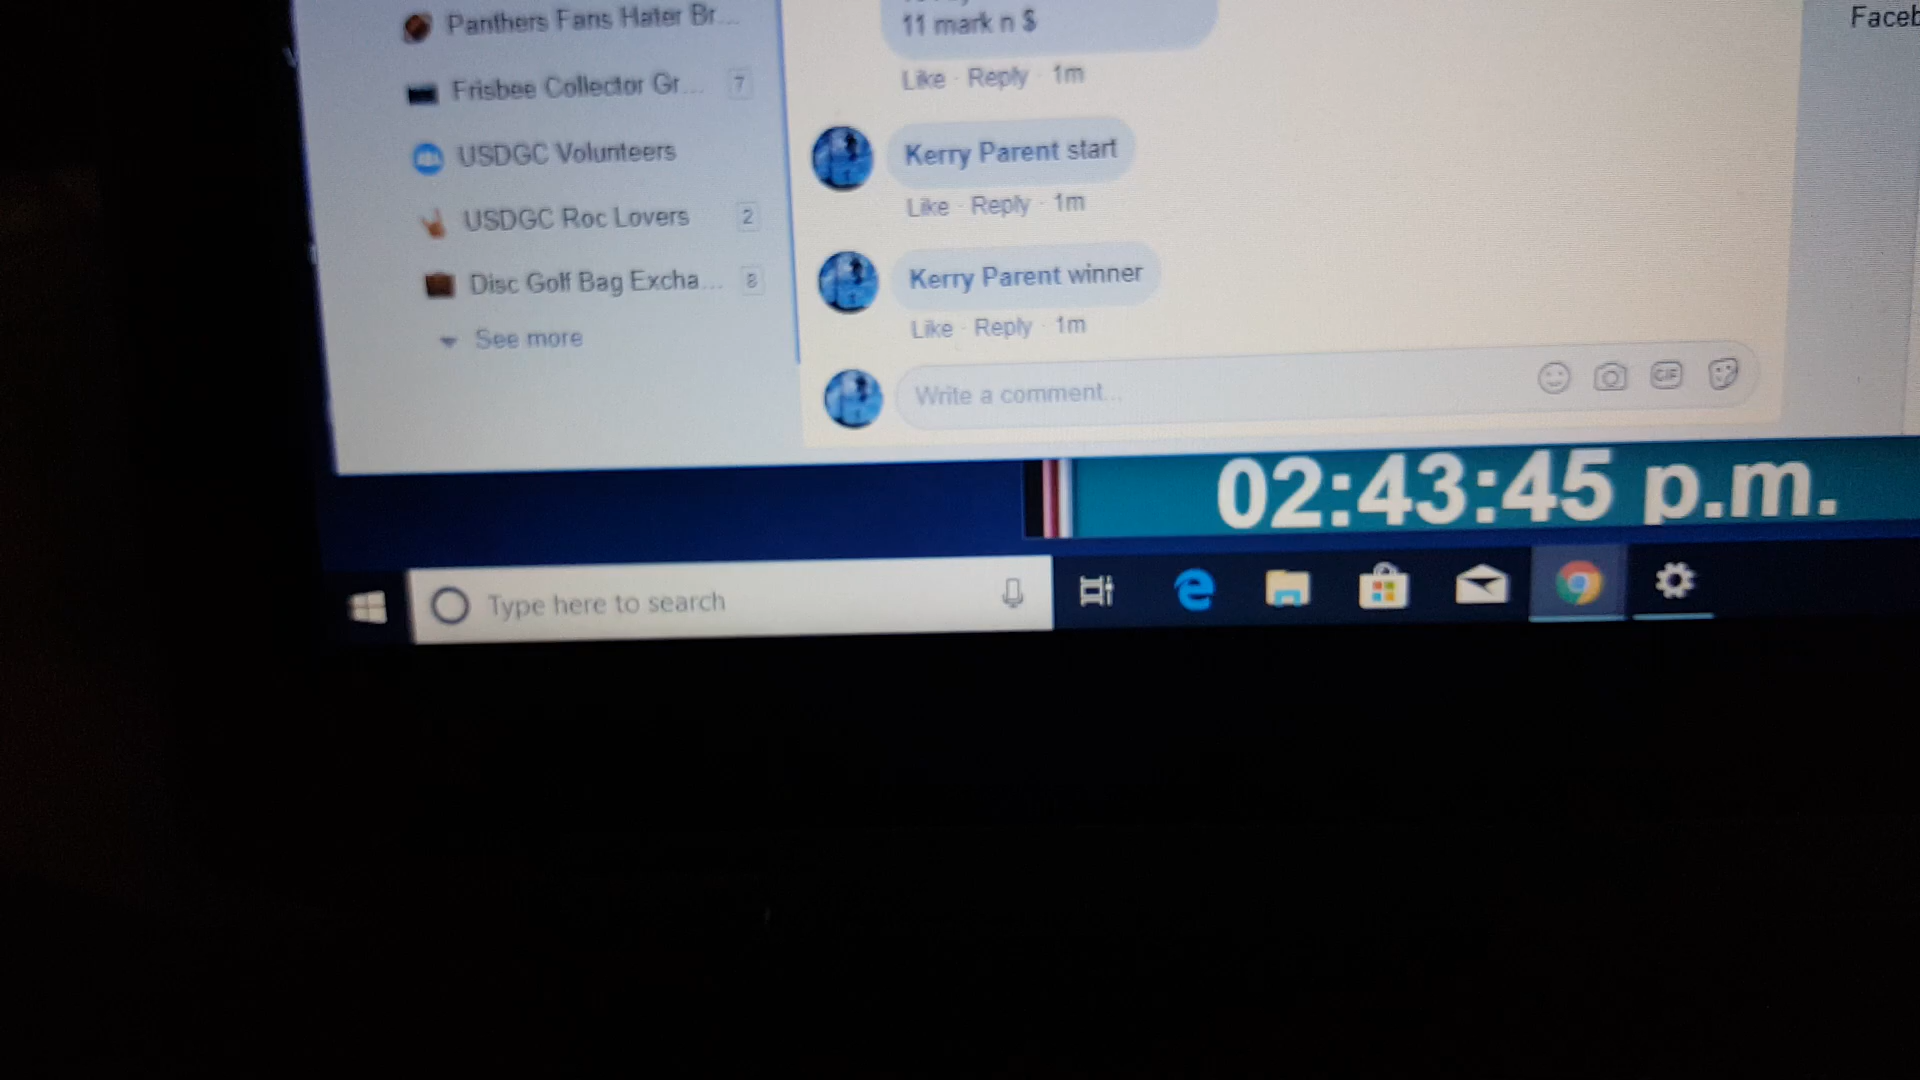 Panthers Fans Hater Br...
Frisbee Collector Gr... 7
USDGC Volunteers
USDGC Roc Lovers 2
Disc Golf Bag Excha... 8
See more
11 mark n $
Like · Reply · 1m
Kerry Parent start
Like · Reply · 1m
Kerry Parent winner
Like · Reply · 1m
Write a comment...
GIF
Faceb
02:43:45 p.m.
Type here to search